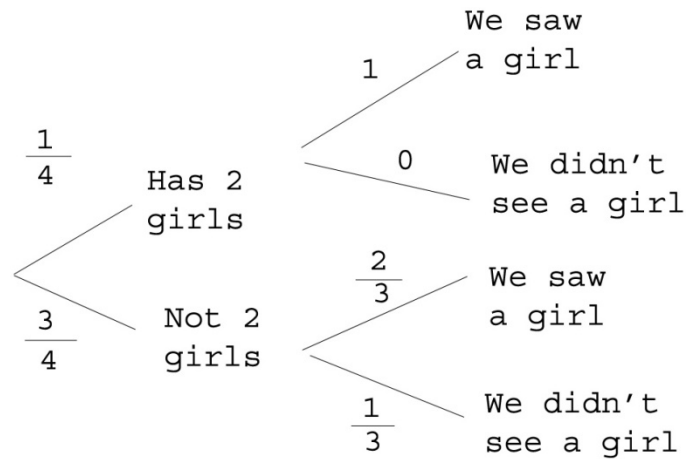 We saw
a girl
1
1
4
0
We didn't
see a girl
Has 2
girls
2
3
We saw
a girl
3
4
Not 2
girls
1
3
We didn't
see a girl